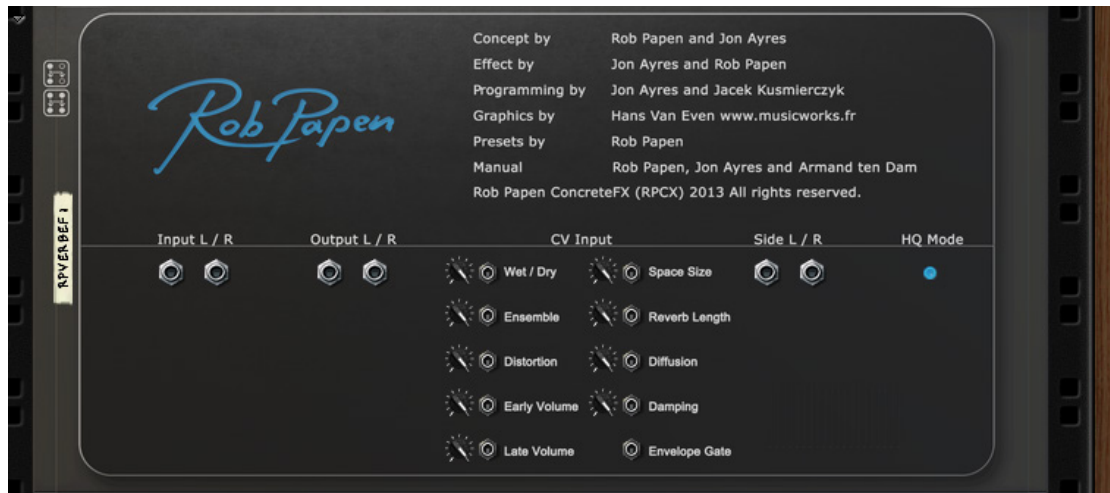 Rob Papen
Concept by Rob Papen and Jon Ayres
Effect by Jon Ayres and Rob Papen
Programming by Jon Ayres and Jacek Kusmierczyk
Graphics by Hans Van Even www.musicworks.fr
Presets by Rob Papen
Manual Rob Papen, Jon Ayres and Armand ten Dam
Rob Papen ConcreteFX (RPCX) 2013 All rights reserved.
RPVERBEF 1
Input L / R Output L / R CV Input Side L / R HQ Mode
Wet / Dry Space Size
Ensemble Reverb Length
Distortion Diffusion
Early Volume Damping
Late Volume Envelope Gate